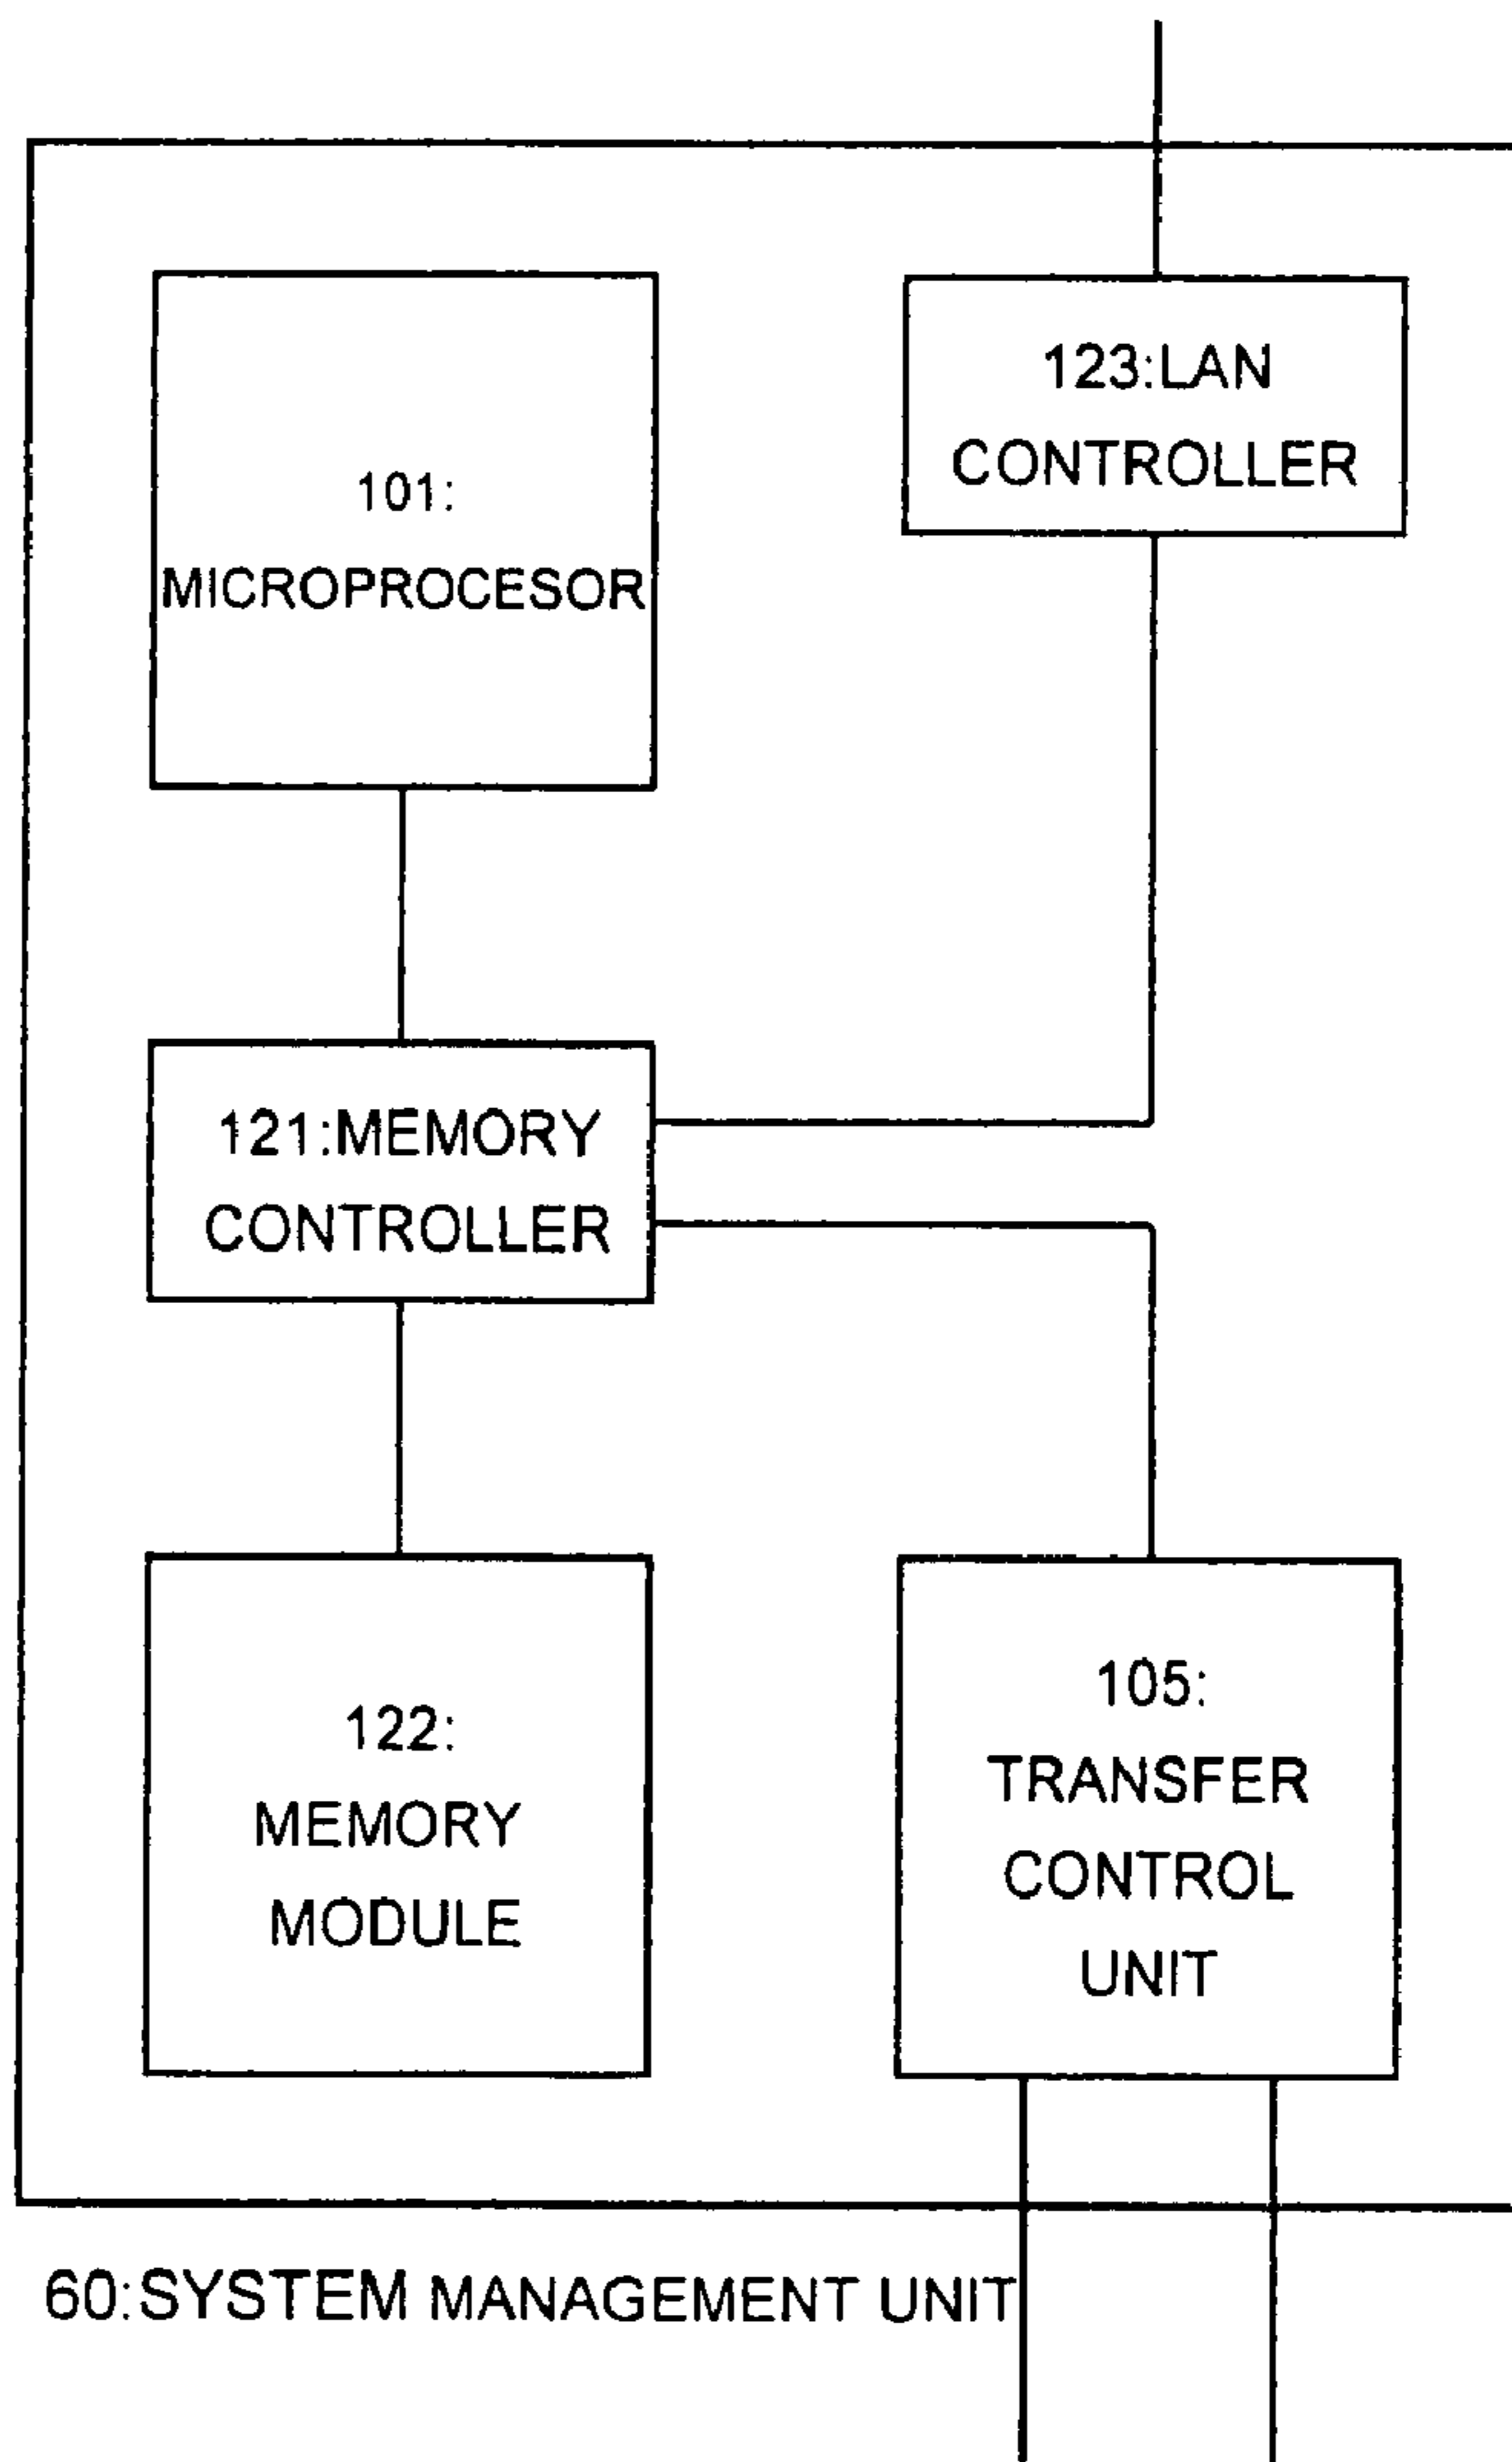 101:
MICROPROCESOR
123:LAN
CONTROLLER
121:MEMORY
CONTROLLER
122:
MEMORY
MODULE
105:
TRANSFER
CONTROL
UNIT
60:SYSTEM MANAGEMENT UNIT